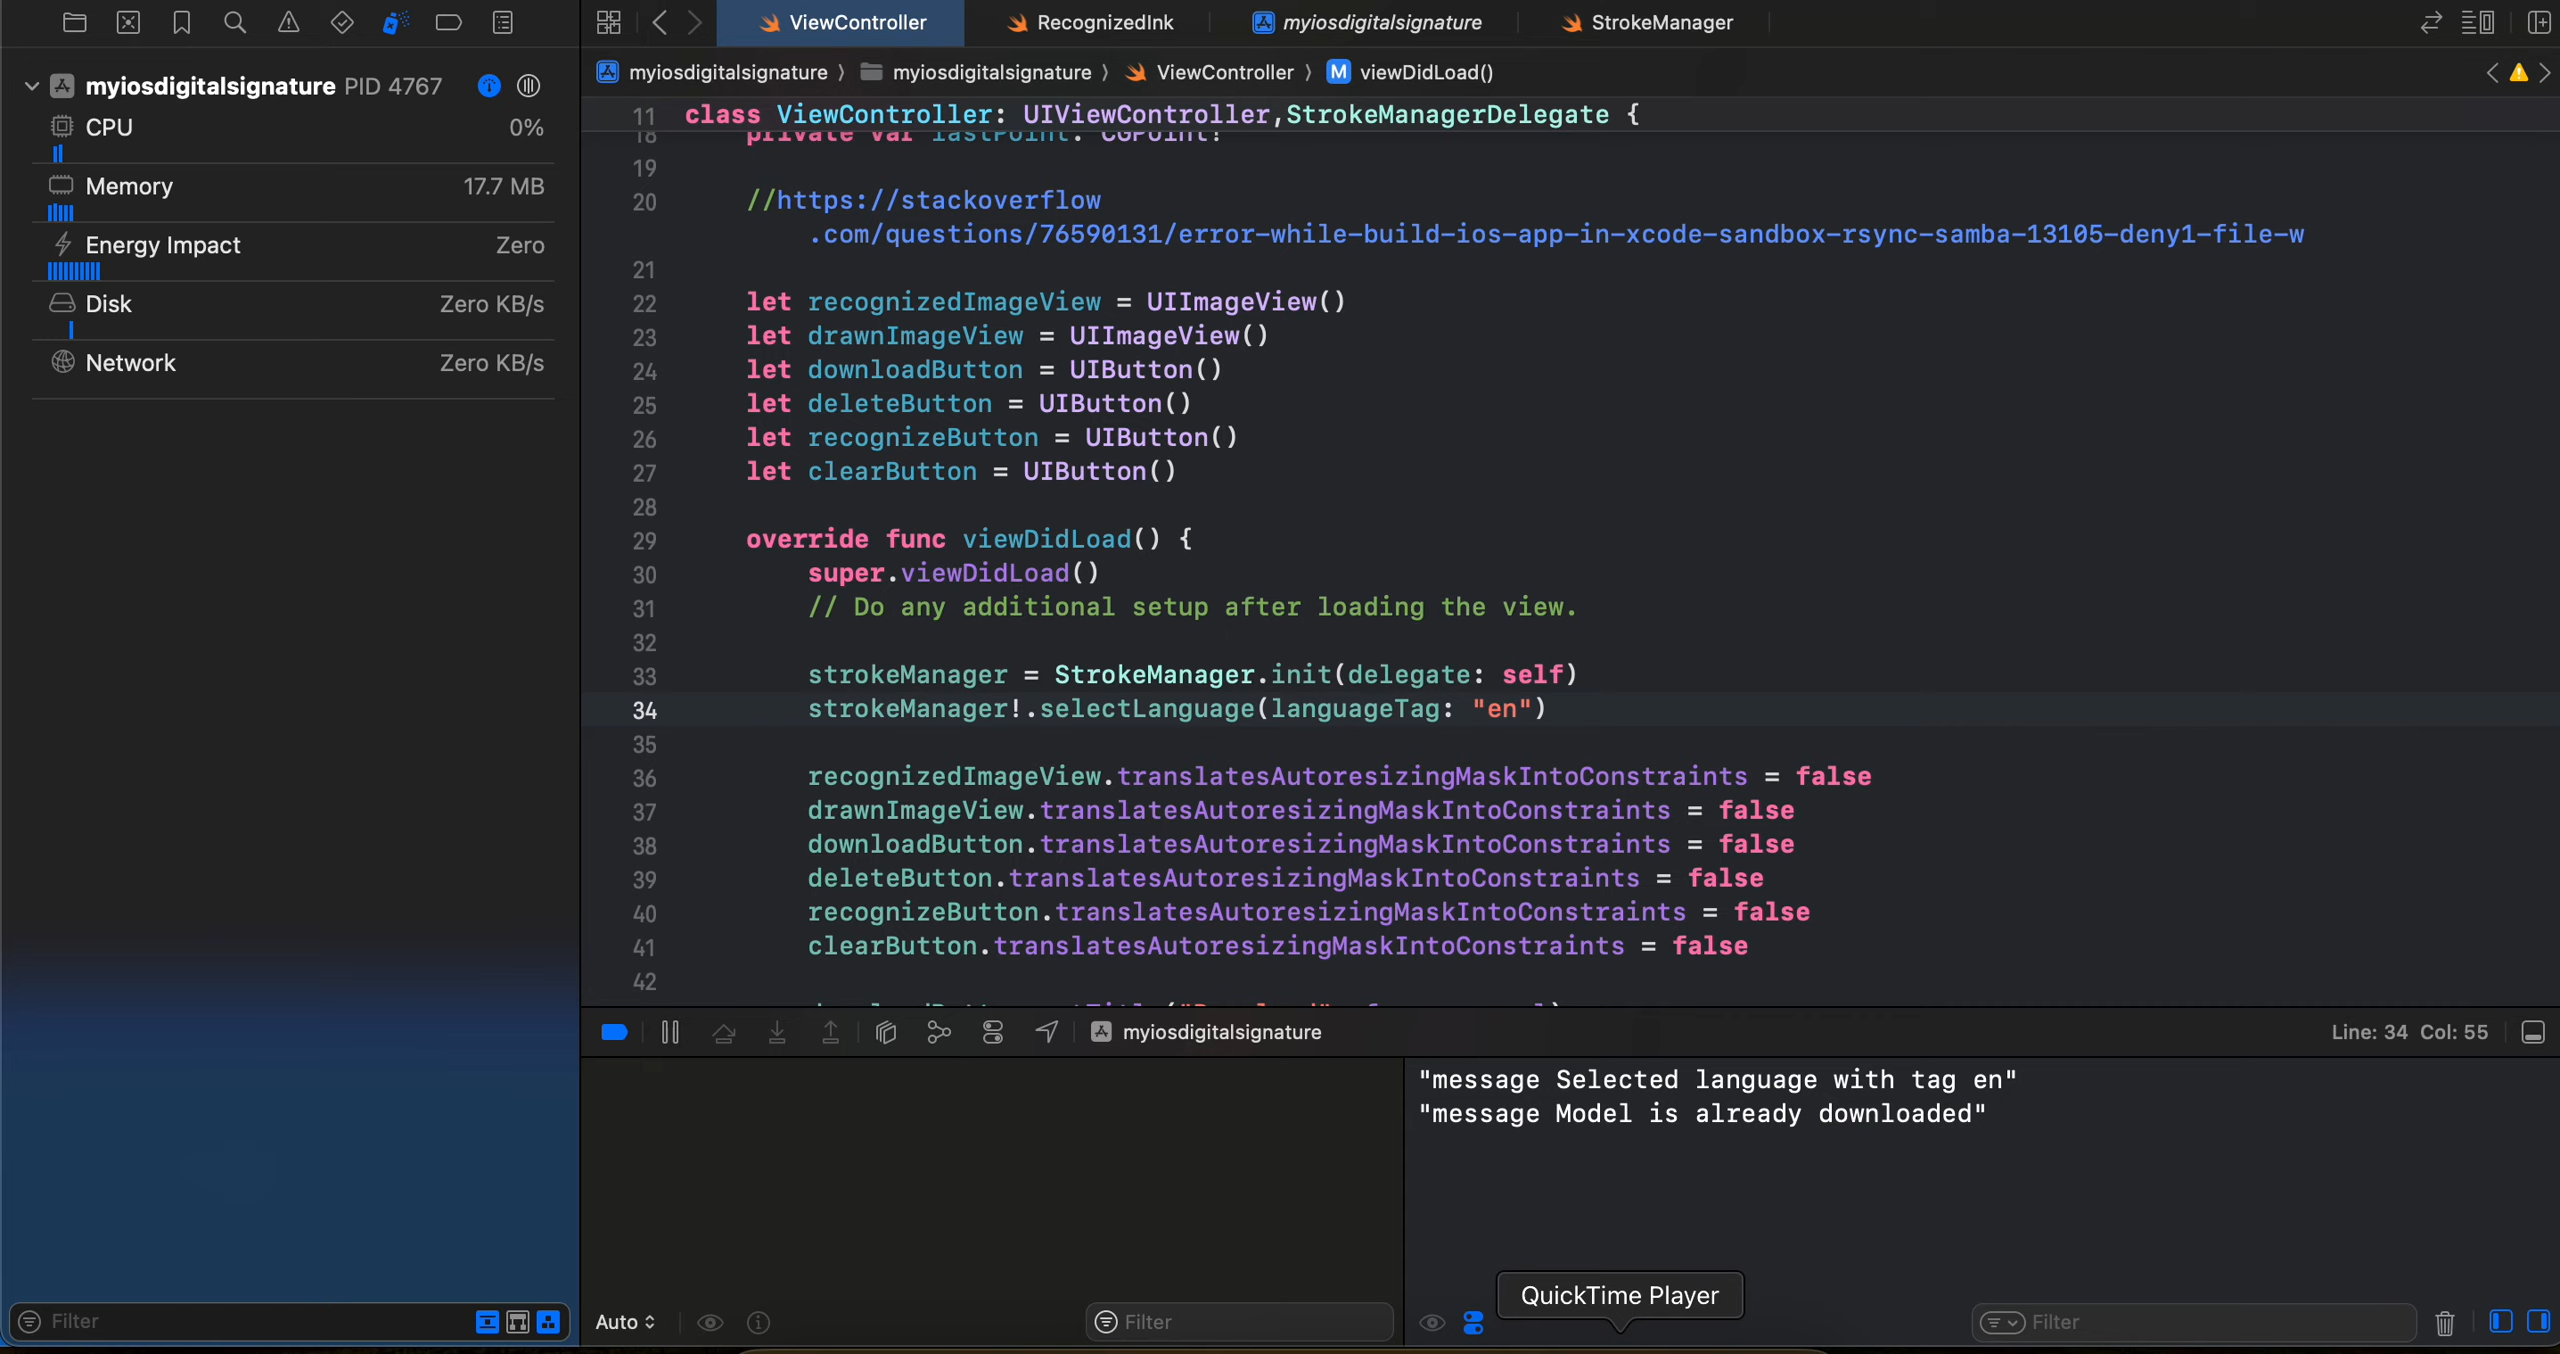 ViewController
RecognizedInk
myiosdigitalsignature
StrokeManager
myiosdigitalsignature PID 4767
CPU 0%
Memory 17.7 MB
Energy Impact Zero
Disk Zero KB/s
Network Zero KB/s
Filter
myiosdigitalsignature 〉 myiosdigitalsignature 〉 ViewController 〉 M viewDidLoad()
11 class ViewController: UIViewController,StrokeManagerDelegate {
18 private var lastPoint: CGPoint!
19
20 //https://stackoverflow
.com/questions/76590131/error-while-build-ios-app-in-xcode-sandbox-rsync-samba-13105-deny1-file-w
21
22 let recognizedImageView = UIImageView()
23 let drawnImageView = UIImageView()
24 let downloadButton = UIButton()
25 let deleteButton = UIButton()
26 let recognizeButton = UIButton()
27 let clearButton = UIButton()
28
29 override func viewDidLoad() {
30 super.viewDidLoad()
31 // Do any additional setup after loading the view.
32
33 strokeManager = StrokeManager.init(delegate: self)
34 strokeManager!.selectLanguage(languageTag: "en")
35
36 recognizedImageView.translatesAutoresizingMaskIntoConstraints = false
37 drawnImageView.translatesAutoresizingMaskIntoConstraints = false
38 downloadButton.translatesAutoresizingMaskIntoConstraints = false
39 deleteButton.translatesAutoresizingMaskIntoConstraints = false
40 recognizeButton.translatesAutoresizingMaskIntoConstraints = false
41 clearButton.translatesAutoresizingMaskIntoConstraints = false
42
myiosdigitalsignature
Line: 34 Col: 55
"message Selected language with tag en"
"message Model is already downloaded"
QuickTime Player
Auto
Filter
Filter